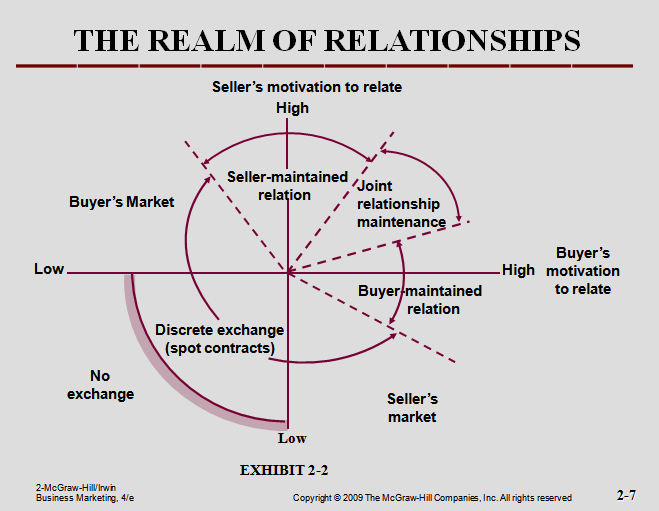 THE REALM OF RELATIONSHIPS
Seller's motivation to relate
High
Seller-maintained
relation
Joint
relationship
maintenance
Buyer's Market
Low
High
Buyer's
motivation
to relate
Buyer-maintained
relation
Discrete exchange
(spot contracts)
No
exchange
Seller's
market
Low
EXHIBIT 2-2
2-McGraw-Hill/Irwin
Business Marketing, 4/e
Copyright © 2009 The McGraw-Hill Companies, Inc. All rights reserved
2-7